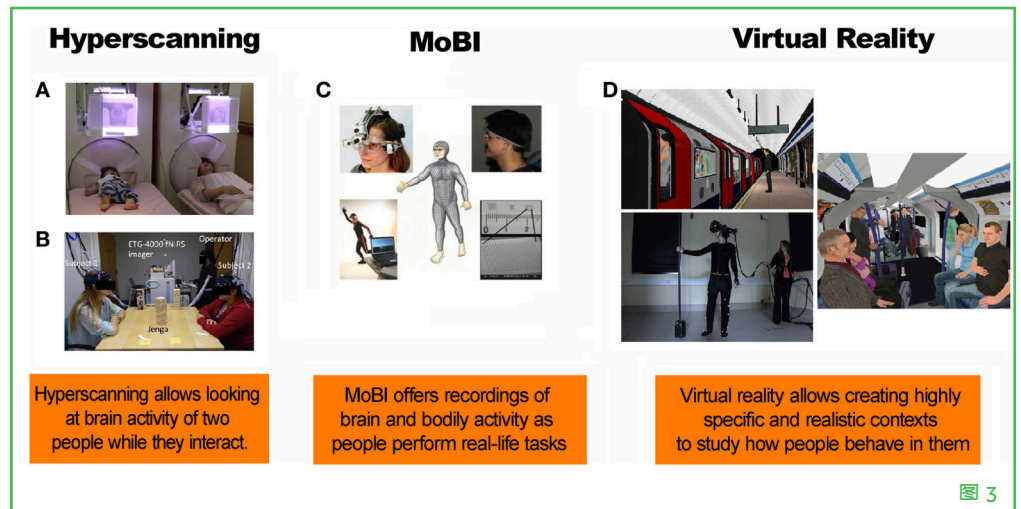 Hyperscanning
MoBI
Virtual Reality
A
B
ETG-4000 fNIRS
imager
Operator
Subject 1
Subject 2
Jenga
C
D
Hyperscanning allows looking
at brain activity of two
people while they interact.
MoBI offers recordings of
brain and bodily activity as
people perform real-life tasks
Virtual reality allows creating highly
specific and realistic contexts
to study how people behave in them
图 3